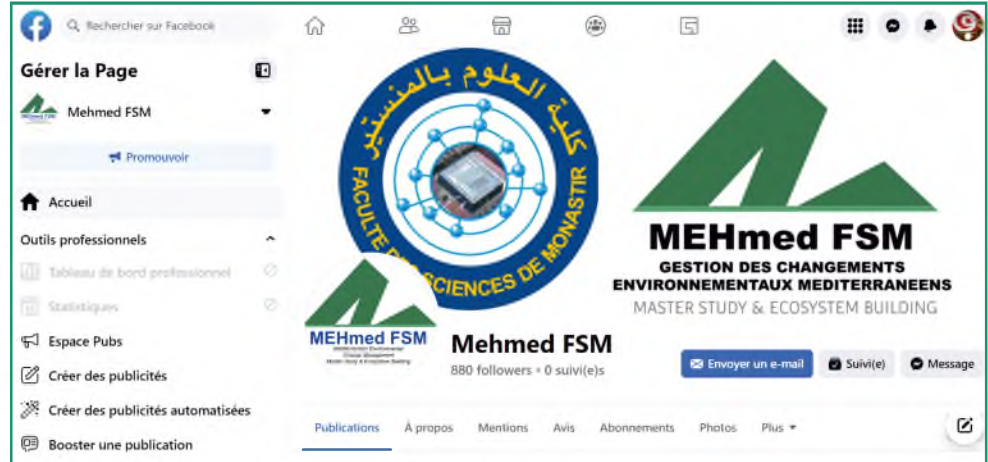 Rechercher sur Facebook
Gérer la Page
Mehmed FSM
Promouvoir
Accueil
Outils professionnels
Tableau de bord professionnel
Statistiques
Espace Pubs
Créer des publicités
Créer des publicités automatisées
Booster une publication
كلية العلوم بالمنستير
FACULTE DES SCIENCES DE MONASTIR
MEHmed FSM
GESTION DES CHANGEMENTS
ENVIRONNEMENTAUX MEDITERRANEENS
MASTER STUDY & ECOSYSTEM BUILDING
MEHmed FSM
Mehmed FSM
880 followers • 0 suivi(e)s
Envoyer un e-mail
Suivi(e)
Message
Publications À propos Mentions Avis Abonnements Photos Plus